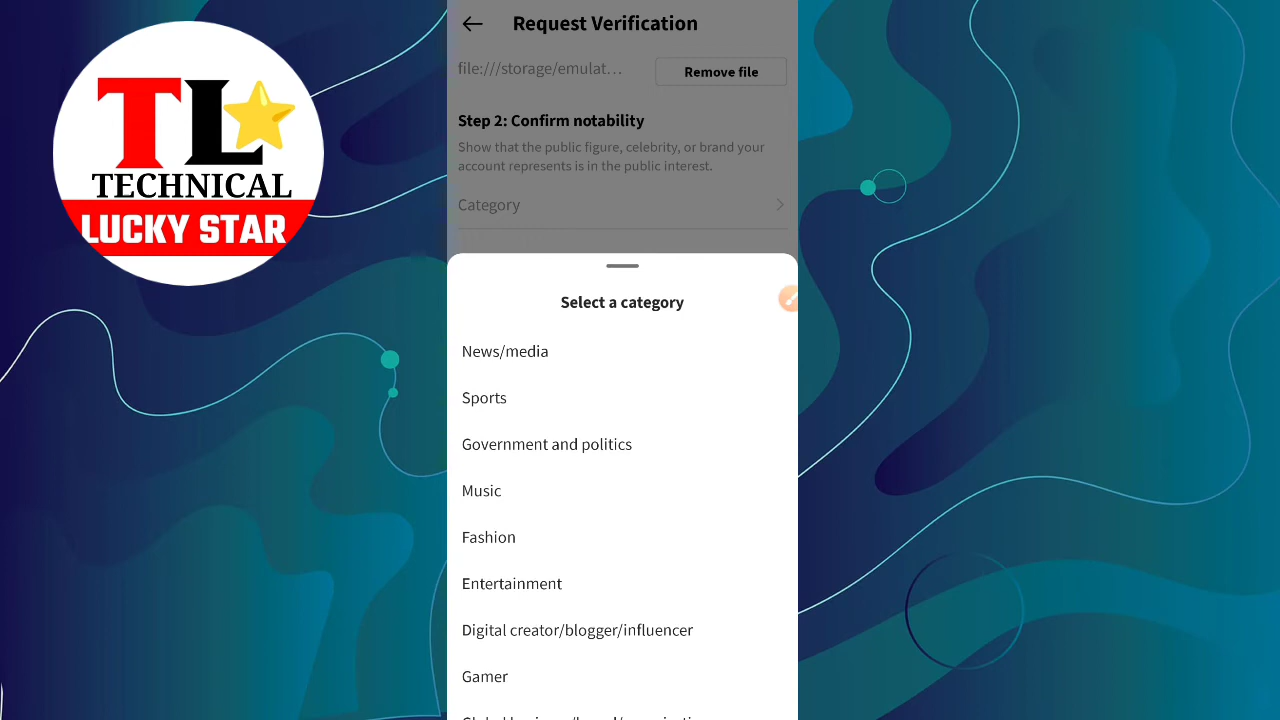 TL
TECHNICAL
LUCKY STAR
Request Verification
file:///storage/emulat...
Remove file
Step 2: Confirm notability
Show that the public figure, celebrity, or brand your
account represents is in the public interest.
Category
Select a category
News/media
Sports
Government and politics
Music
Fashion
Entertainment
Digital creator/blogger/influencer
Gamer